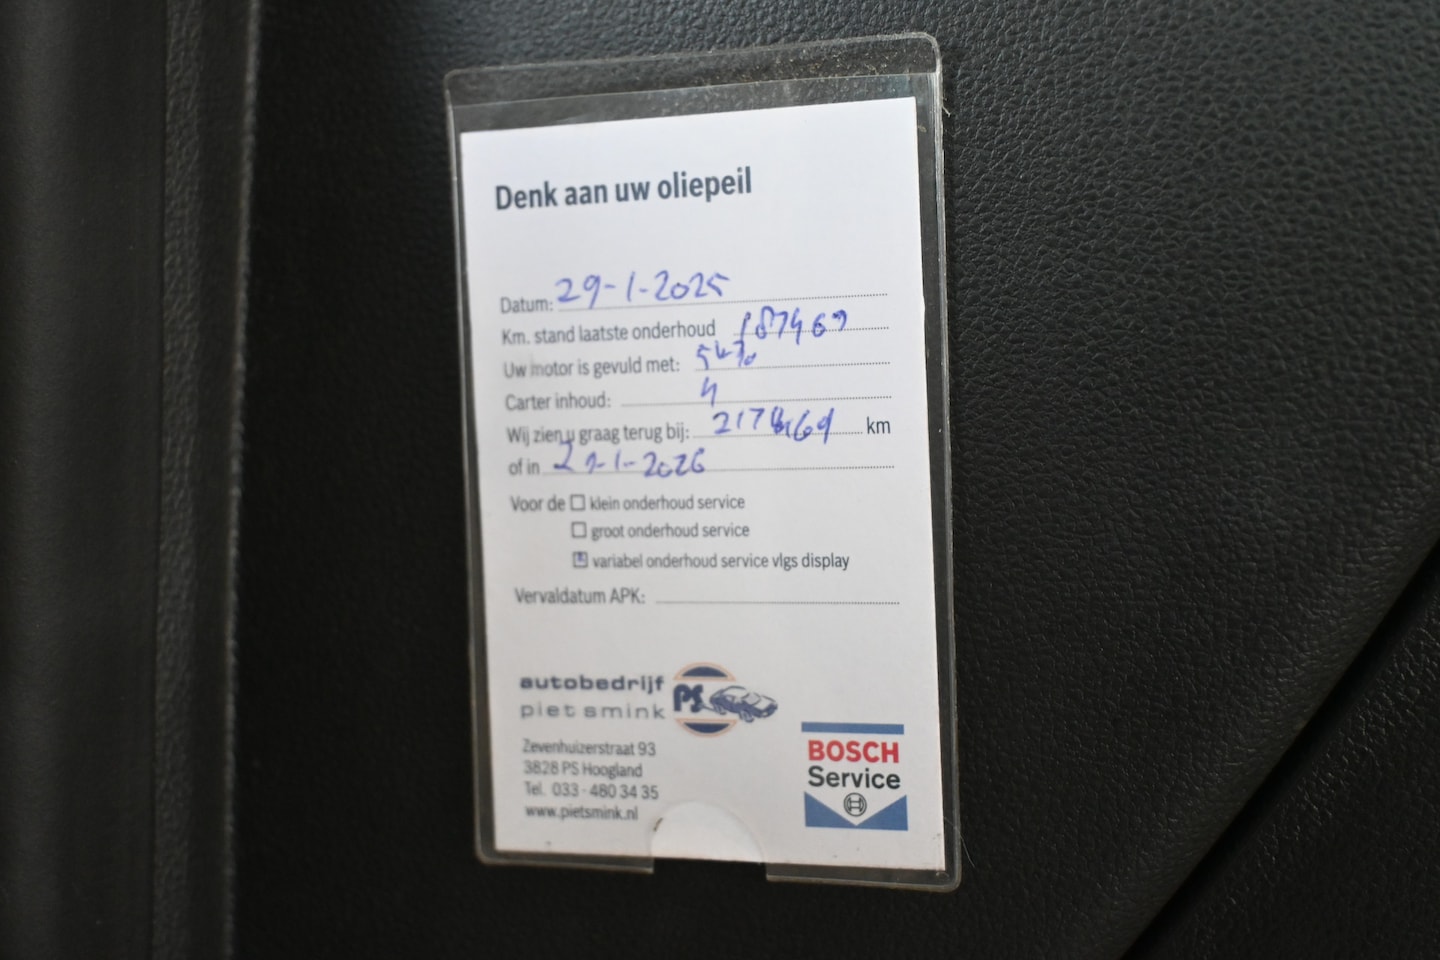 Denk aan uw oliepeil
Datum: 29-1-2025
Km. stand laatste onderhoud 187469
Uw motor is gevuld met: 5w30
Carter inhoud: 4
Wij zien u graag terug bij: km
of in 29-1-2026
Voor de klein onderhoud service
groot onderhoud service
variabel onderhoud service vlgs display
Vervaldatum APK:
autobedrijf
piet smink
PS
Zevenhuizerstraat 93
3828 PS Hoogland
Tel. 033 - 480 34 35
www.pietsmink.nl
BOSCH
Service